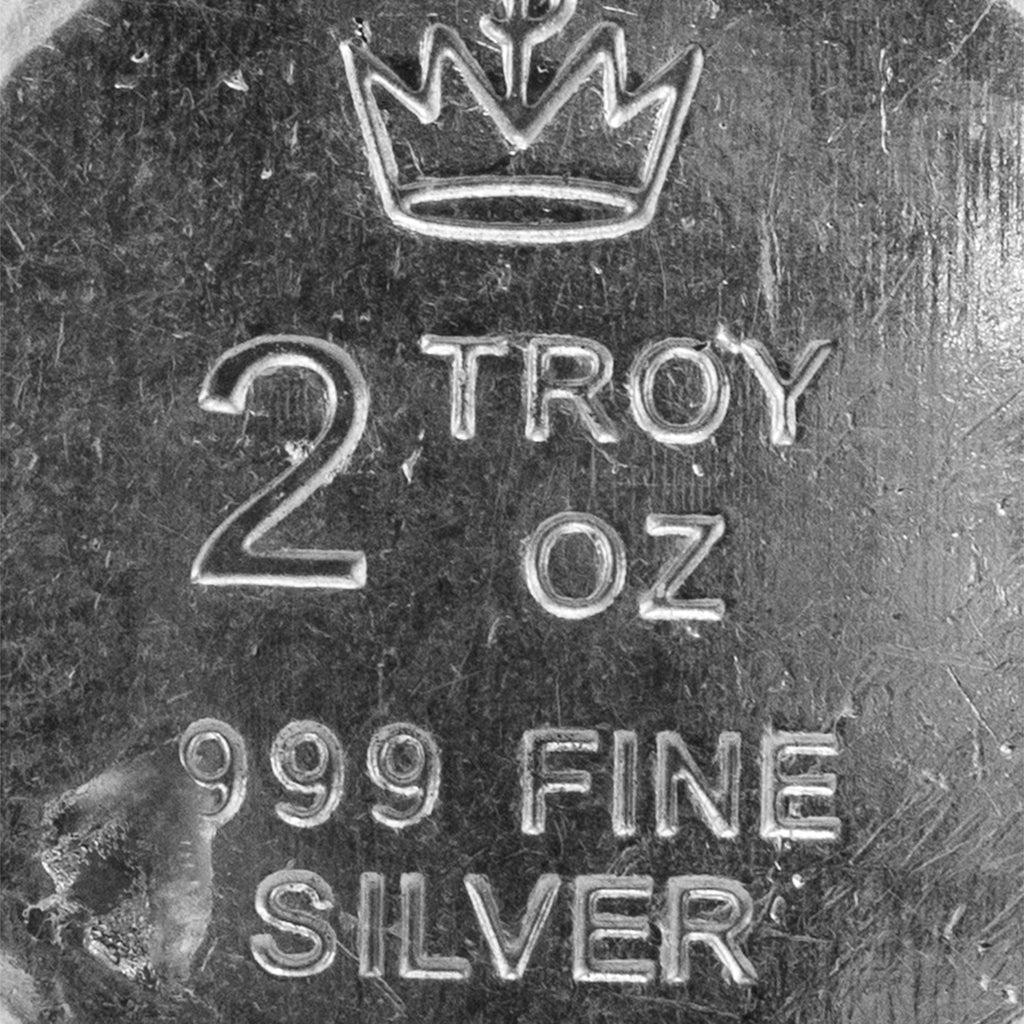 2 TROY
OZ
999 FINE
SILVER